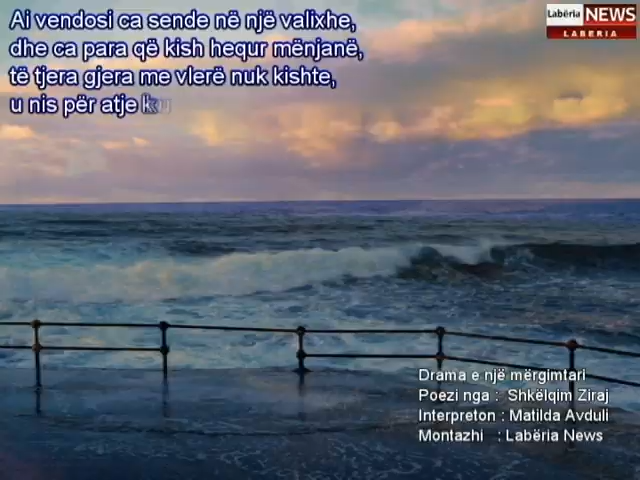 Ai vendosi ca sende në një valixhe,
dhe ca para që kish hequr mënjanë,
të tjera gjera me vlerë nuk kishte,
u nis për atje
Labëria NEWS
LABERIA
Drama e një mërgimtari
Poezi nga : Shkëlqim Ziraj
Interpreton : Matilda Avduli
Montazhi : Labëria News